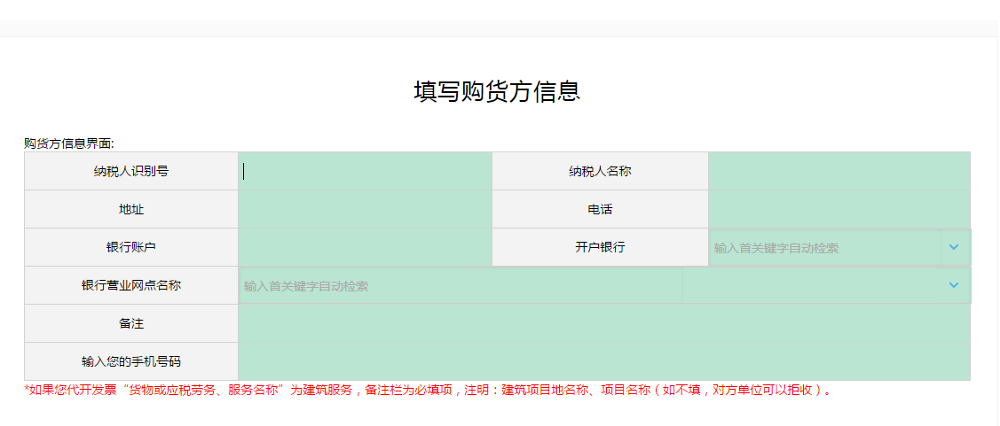 填写购货方信息
购货方信息界面:
纳税人识别号 纳税人名称
地址 电话
银行账户 开户银行 输入首关键字自动检索
银行营业网点名称 输入首关键字自动检索
备注
输入您的手机号码
*如果您代开发票“货物或应税劳务、服务名称”为建筑服务，备注栏为必填项，注明：建筑项目地名称、项目名称（如不填，对方单位可以拒收）。